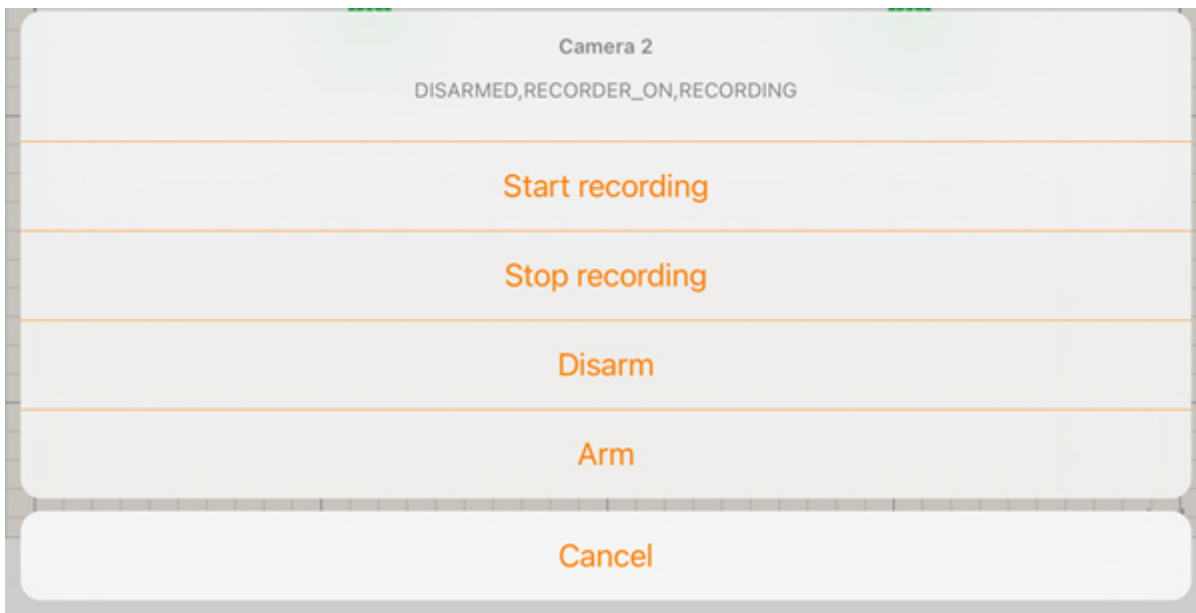 Camera 2
DISARMED,RECORDER_ON,RECORDING
Start recording
Stop recording
Disarm
Arm
Cancel